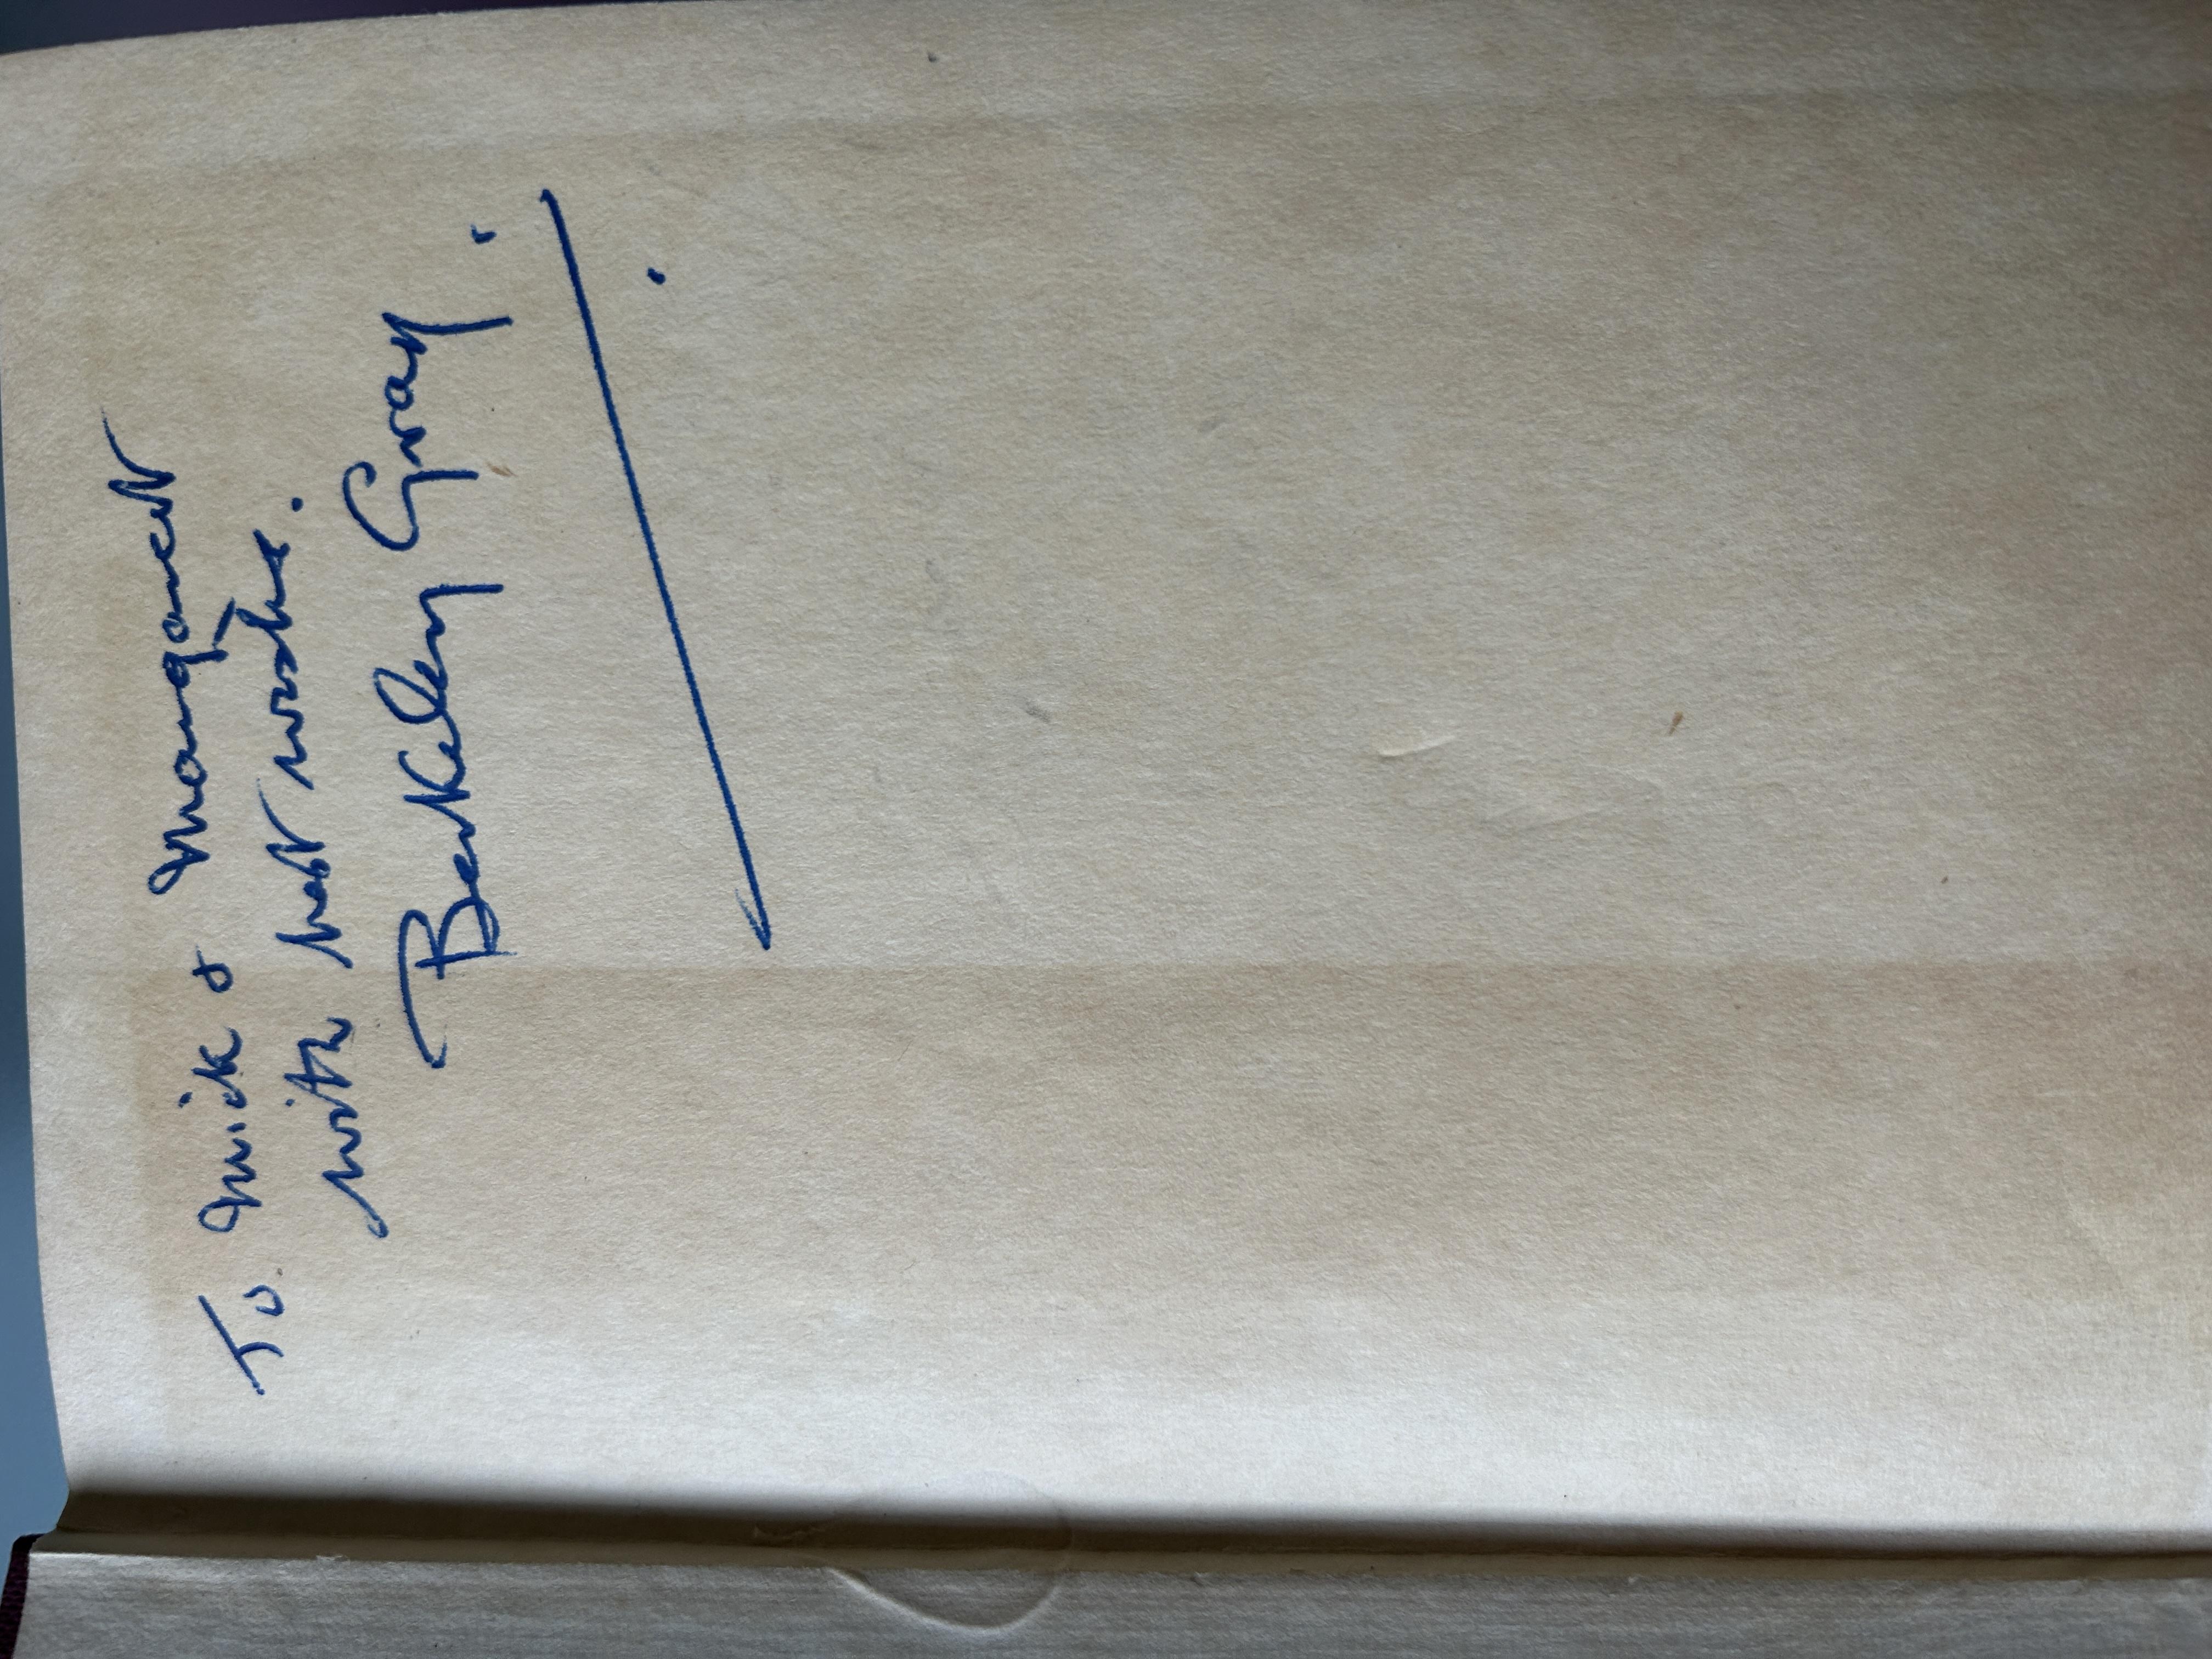 To Mick & Margaret
with best wishes.
Berkeley Gray.